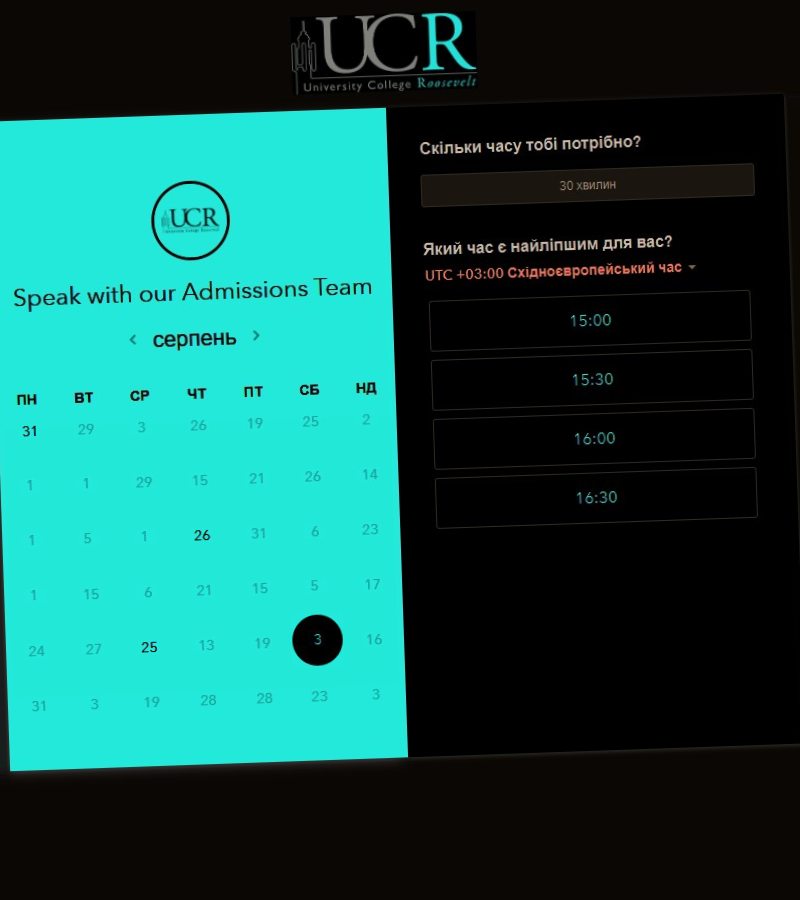 UCR
University College Roosevelt
UCR
Speak with our Admissions Team
серпень
ПН ВТ СР ЧТ ПТ СБ НД
31 29 3 26 19 25 2
1 1 29 15 21 26 14
1 5 1 26 31 6 23
1 15 6 21 15 5 17
24 27 25 13 19 3 16
31 3 19 28 28 23 3
Скільки часу тобі потрібно?
30 хвилин
Який час є найліпшим для вас?
UTC +03:00 Східноєвропейський час
15:00
15:30
16:00
16:30